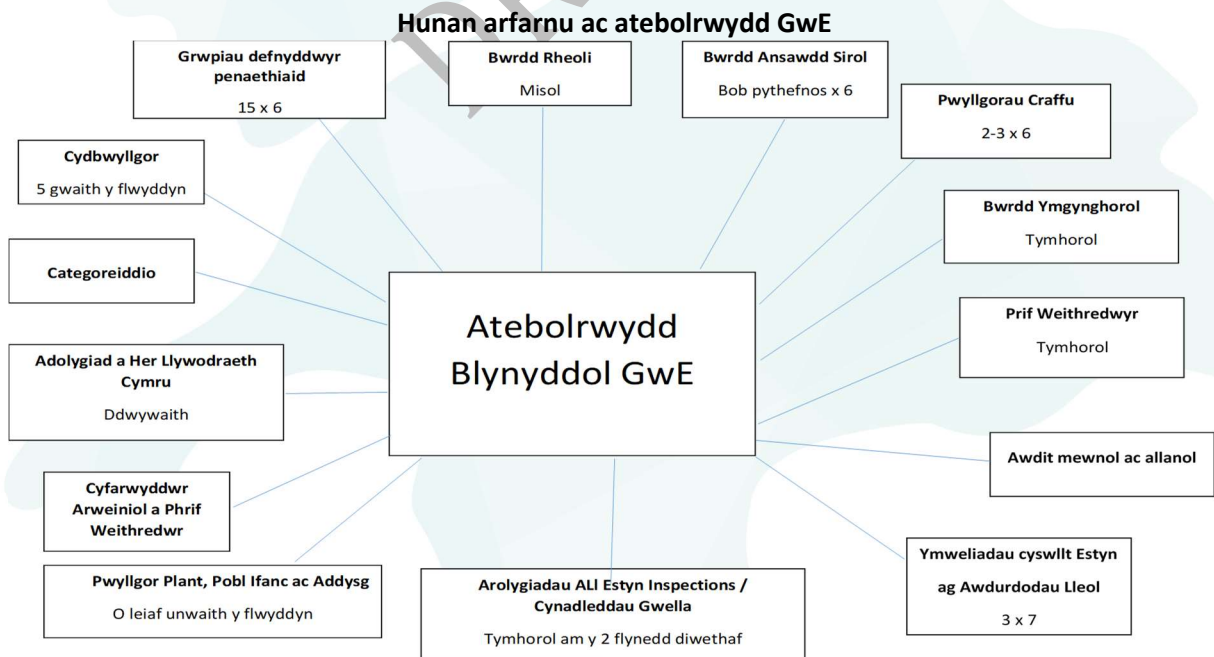 Hunan arfarnu ac atebolrwydd GwE
Grwpiau defnyddwyr
penaethiaid
15 x 6
Bwrdd Rheoli
Misol
Bwrdd Ansawdd Sirol
Bob pythefnos x 6
Pwyllgorau Craffu
2-3 x 6
Cydbwyllgor
5 gwaith y flwyddyn
Bwrdd Ymgynghorol
Tymhorol
Categoreiddio
Atebolrwydd
Blynyddol GwE
Prif Weithredwyr
Tymhorol
Adolygiad a Her Llywodraeth
Cymru
Ddwywaith
Awdit mewnol ac allanol
Cyfarwyddwr
Arweiniol a Phrif
Weithredwr
Ymweliadau cyswllt Estyn
ag Awdurdodau Lleol
3 x 7
Pwyllgor Plant, Pobl Ifanc ac Addysg
O leiaf unwaith y flwyddyn
Arolygiadau ALl Estyn Inspections /
Cynadleddau Gwella
Tymhorol am y 2 flynedd diwethaf